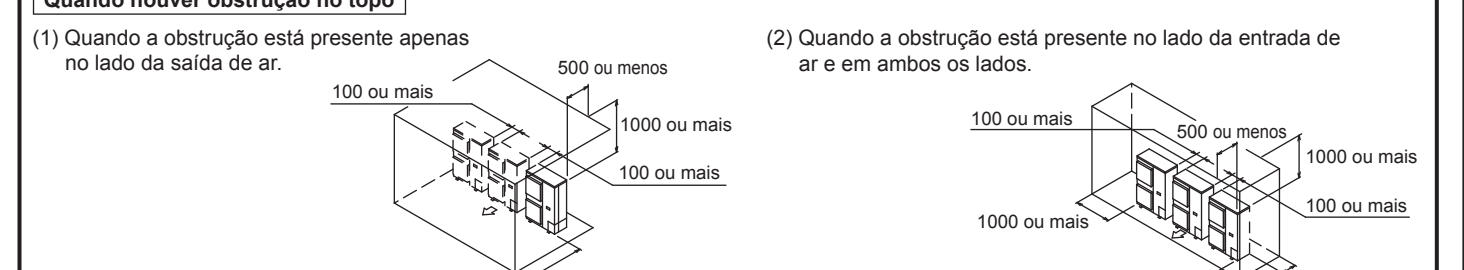 Quando houver obstrução no topo
(1) Quando a obstrução está presente apenas
no lado da saída de ar.
500 ou menos
100 ou mais
1000 ou mais
100 ou mais
(2) Quando a obstrução está presente no lado da entrada de
ar e em ambos os lados.
100 ou mais
500 ou menos
1000 ou mais
100 ou mais
1000 ou mais